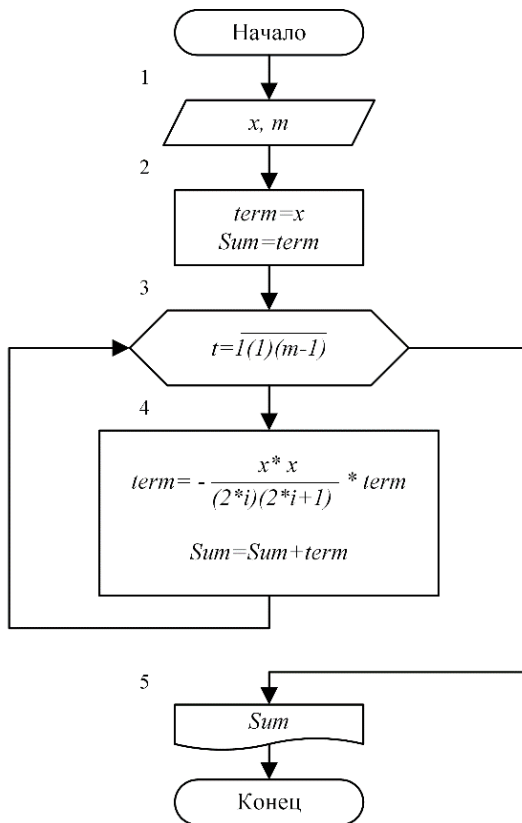 Начало
1
x, m
2
term=x
Sum=term
3
t=1(1)(m-1)
4
term= - x* x / (2*i)(2*i+1) * term
Sum=Sum+term
5
Sum
Конец